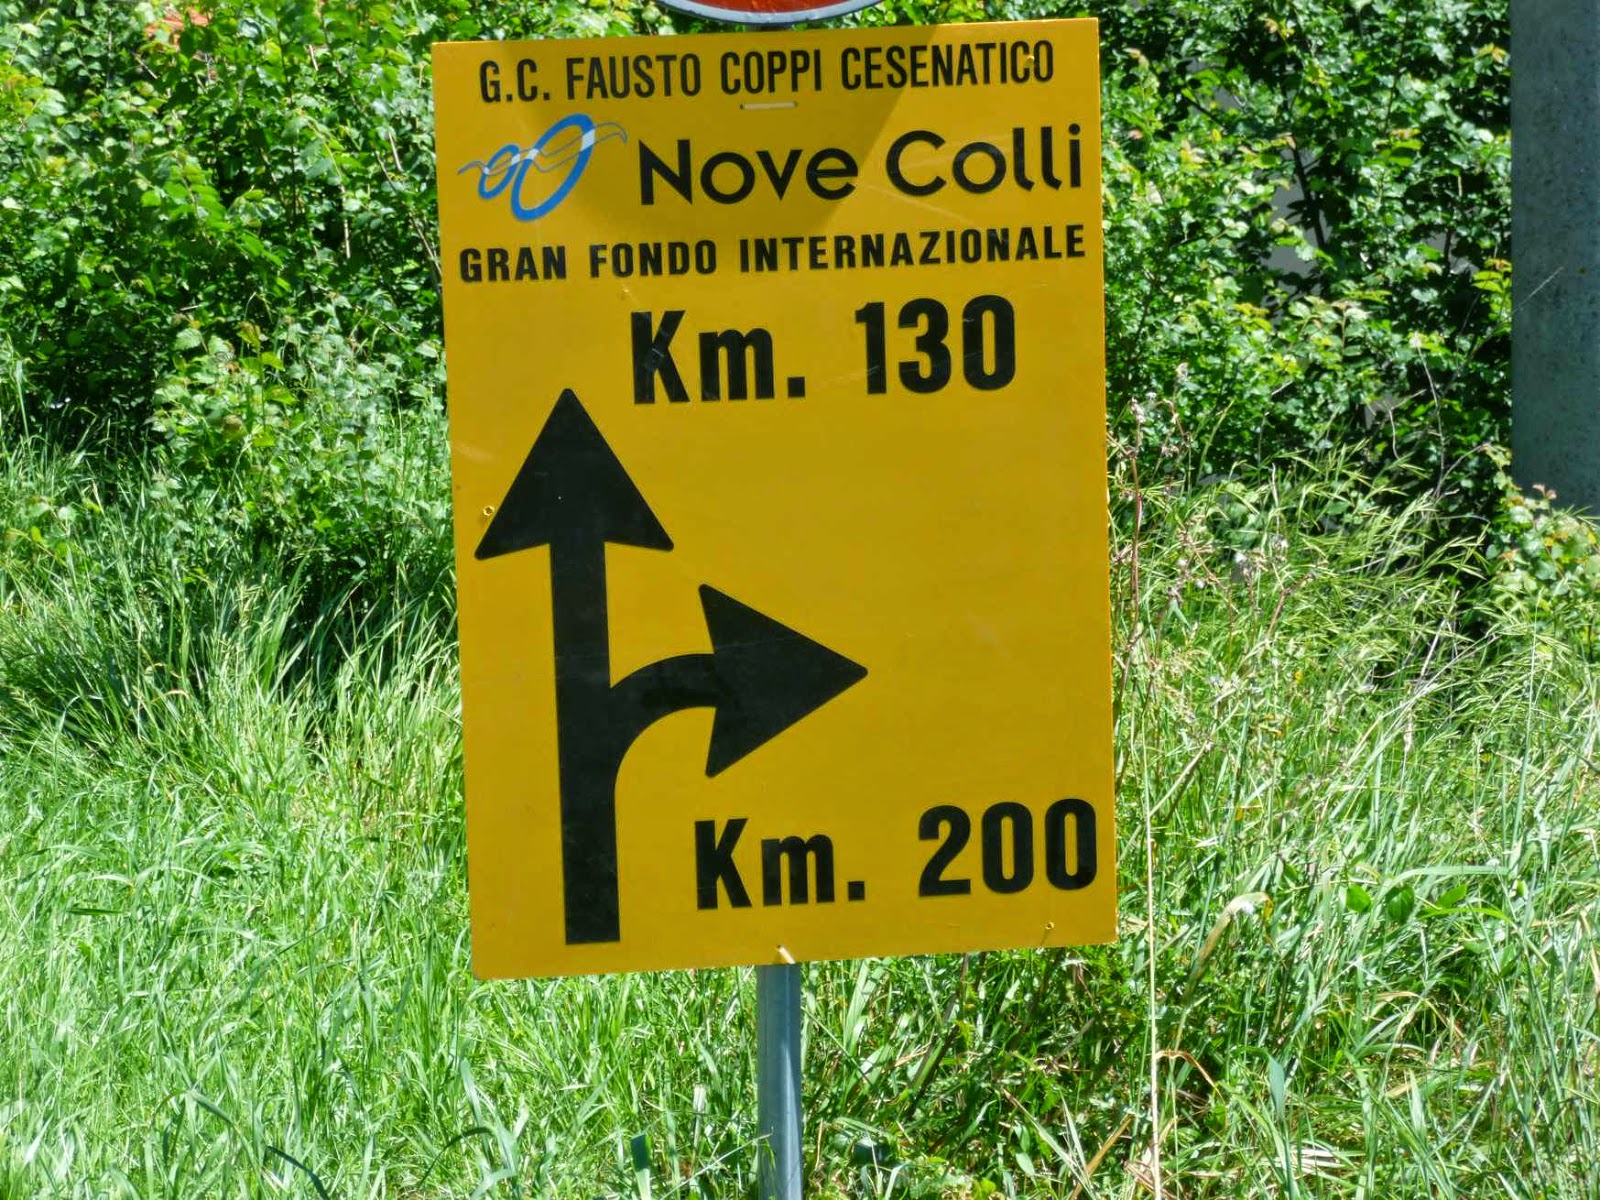 G.C. FAUSTO COPPI CESENATICO
Nove Colli
GRAN FONDO INTERNAZIONALE
Km. 130
Km. 200